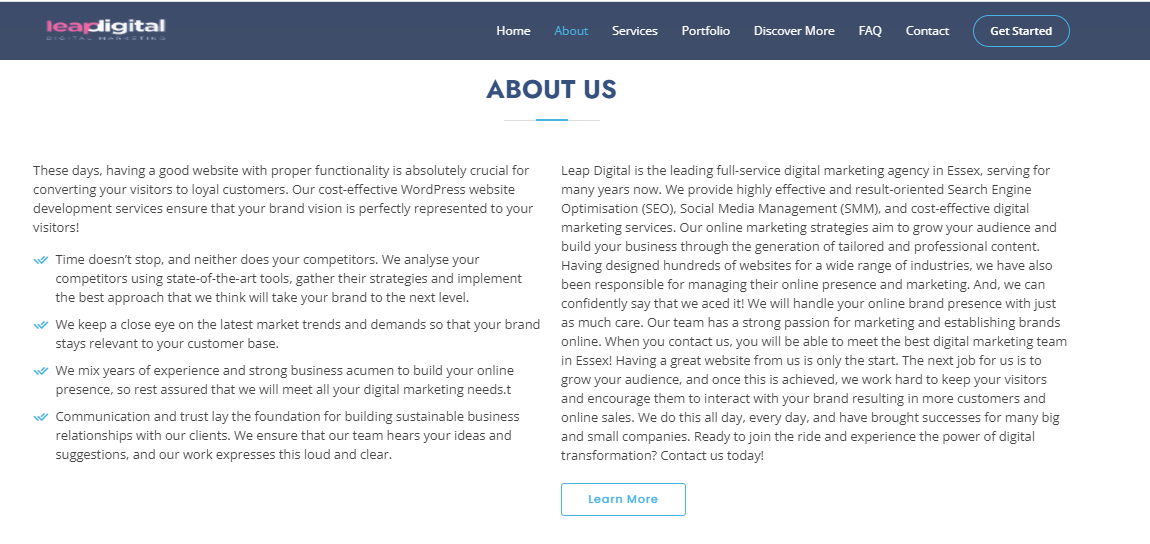 leapdigital
DIGITAL MARKETING
Home
About
Services
Portfolio
Discover More
FAQ
Contact
Get Started
ABOUT US
These days, having a good website with proper functionality is absolutely crucial for
converting your visitors to loyal customers. Our cost-effective WordPress website
development services ensure that your brand vision is perfectly represented to your
visitors!
Time doesn’t stop, and neither does your competitors. We analyse your
competitors using state-of-the-art tools, gather their strategies and implement
the best approach that we think will take your brand to the next level.
We keep a close eye on the latest market trends and demands so that your brand
stays relevant to your customer base.
We mix years of experience and strong business acumen to build your online
presence, so rest assured that we will meet all your digital marketing needs.t
Communication and trust lay the foundation for building sustainable business
relationships with our clients. We ensure that our team hears your ideas and
suggestions, and our work expresses this loud and clear.
Leap Digital is the leading full-service digital marketing agency in Essex, serving for
many years now. We provide highly effective and result-oriented Search Engine
Optimisation (SEO), Social Media Management (SMM), and cost-effective digital
marketing services. Our online marketing strategies aim to grow your audience and
build your business through the generation of tailored and professional content.
Having designed hundreds of websites for a wide range of industries, we have also
been responsible for managing their online presence and marketing. And, we can
confidently say that we aced it! We will handle your online brand presence with just
as much care. Our team has a strong passion for marketing and establishing brands
online. When you contact us, you will be able to meet the best digital marketing team
in Essex! Having a great website from us is only the start. The next job for us is to
grow your audience, and once this is achieved, we work hard to keep your visitors
and encourage them to interact with your brand resulting in more customers and
online sales. We do this all day, every day, and have brought successes for many big
and small companies. Ready to join the ride and experience the power of digital
transformation? Contact us today!
Learn More